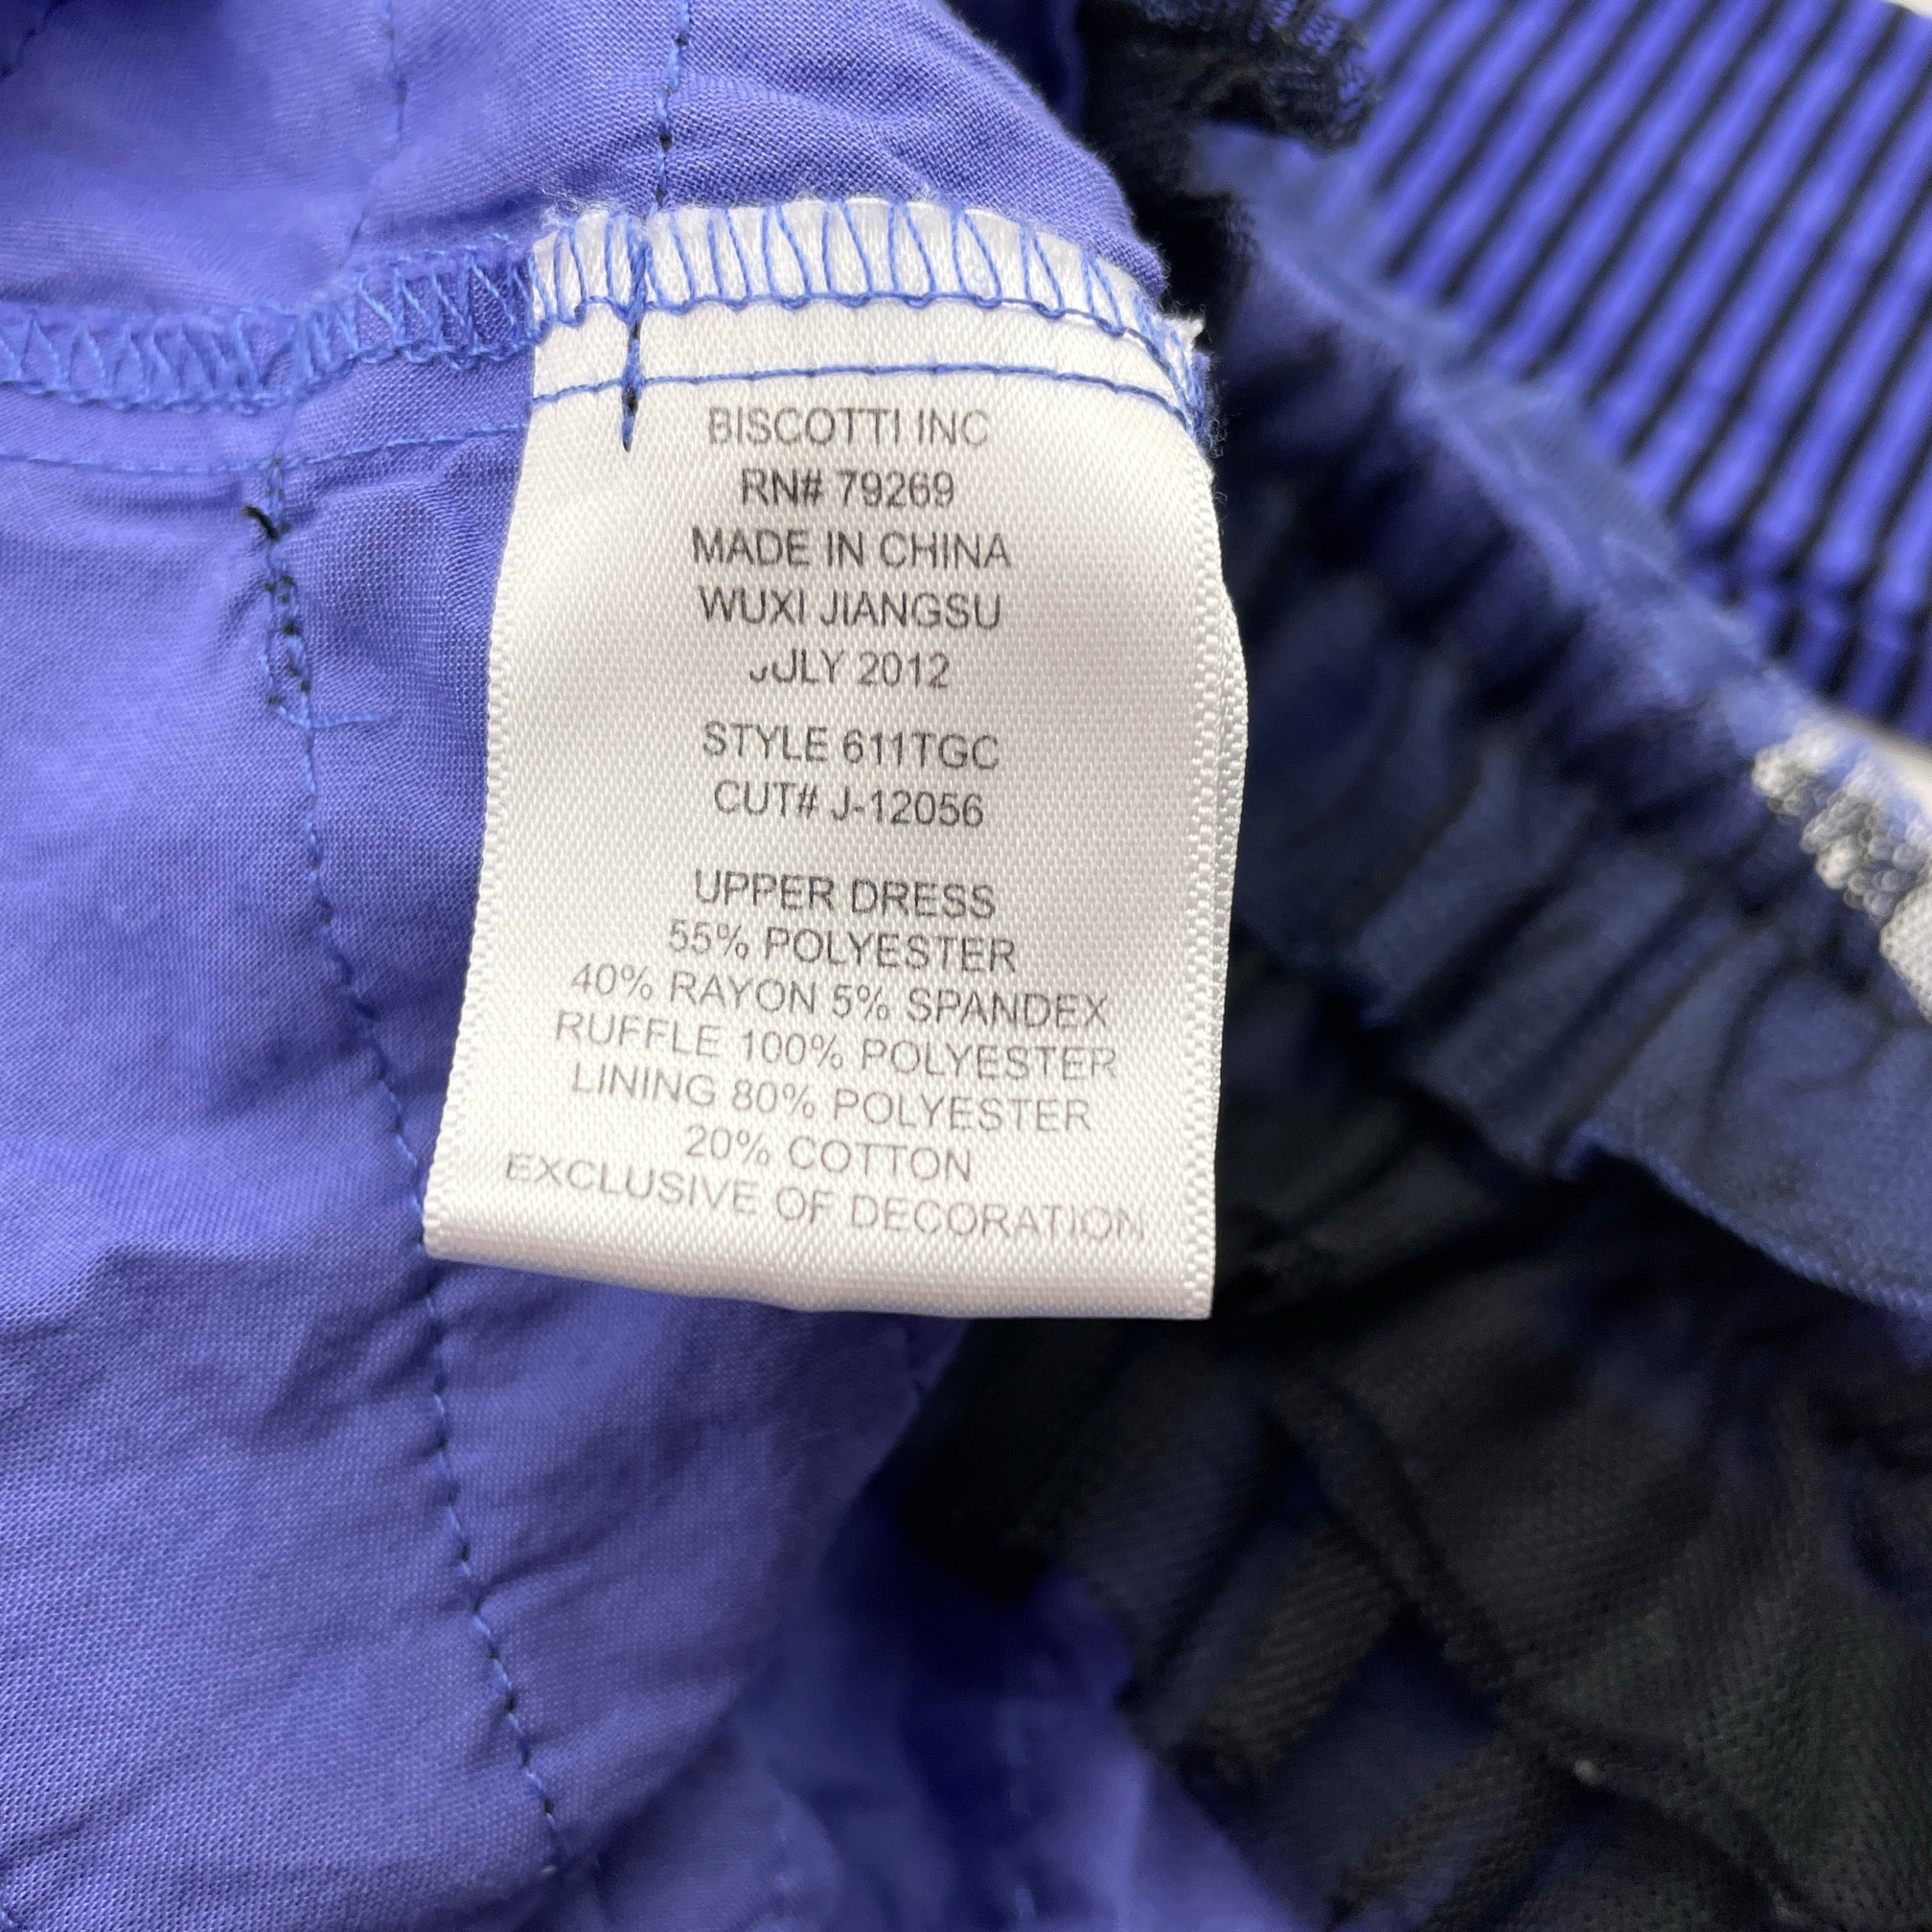 BISCOTTI INC
RN# 79269
MADE IN CHINA
WUXI JIANGSU
JULY 2012
STYLE 611TGC
CUT# J-12056
UPPER DRESS
55% POLYESTER
40% RAYON 5% SPANDEX
RUFFLE 100% POLYESTER
LINING 80% POLYESTER
20% COTTON
EXCLUSIVE OF DECORATION